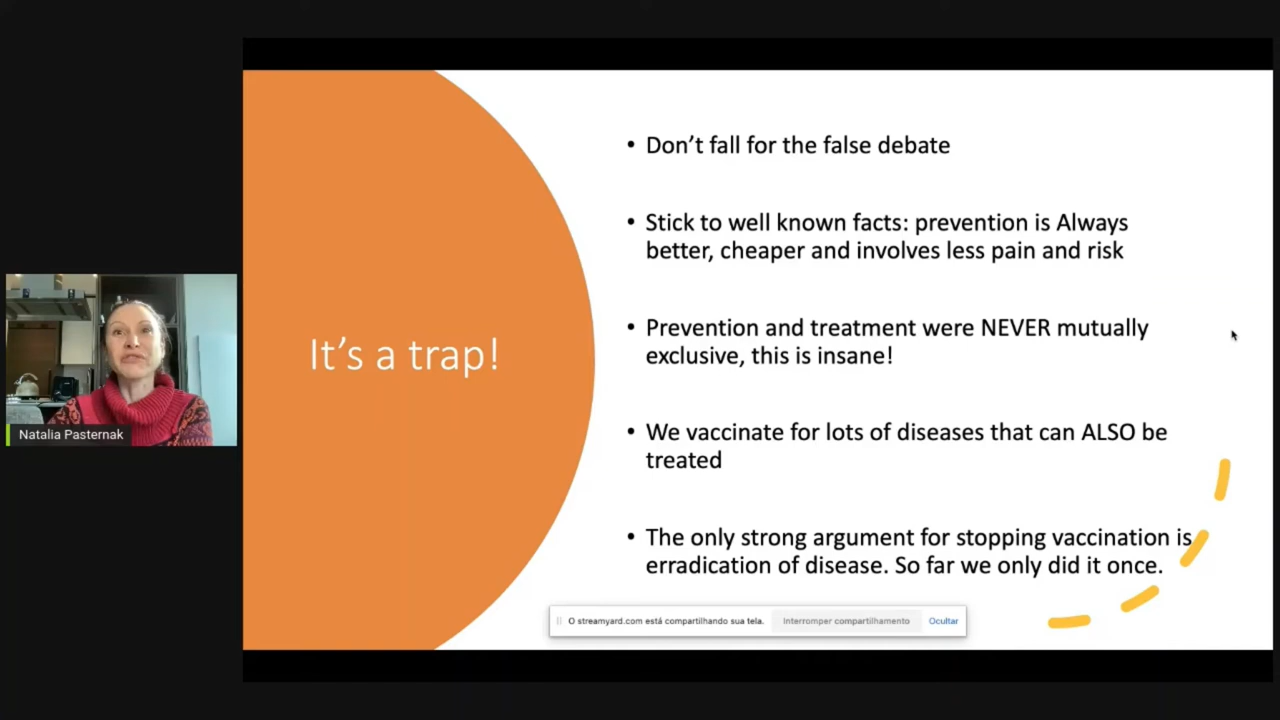 It's a trap!
• Don't fall for the false debate
• Stick to well known facts: prevention is Always
better, cheaper and involves less pain and risk
• Prevention and treatment were NEVER mutually
exclusive, this is insane!
• We vaccinate for lots of diseases that can ALSO be
treated
• The only strong argument for stopping vaccination is
erradication of disease. So far we only did it once.
Natalia Pasternak
O streamyard.com está compartilhando sua tela. Interromper compartilhamento Ocultar